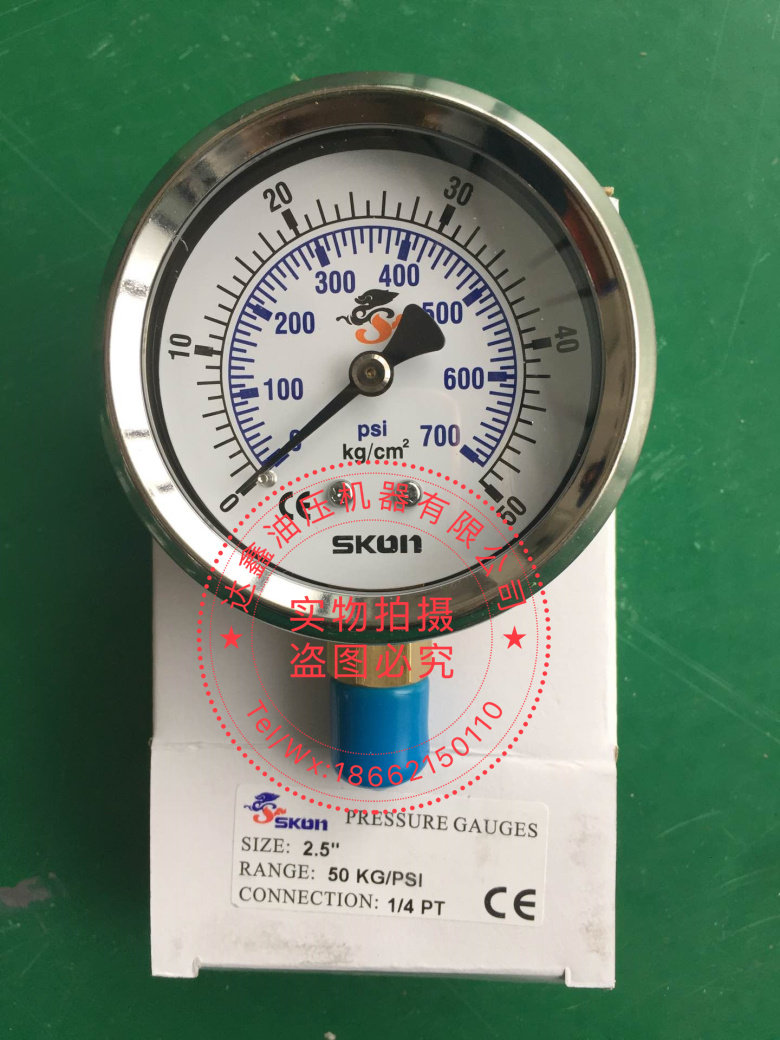 20
30
10
40
0
50
300
400
200
500
100
600
0
700
psi
kg/cm²
CE
SKON
达鑫油压机器有限公司
实物拍摄
盗图必究
Tel/Wx:18662150110
SKON PRESSURE GAUGES
SIZE: 2.5"
RANGE: 50 KG/PSI
CONNECTION: 1/4 PT
CE